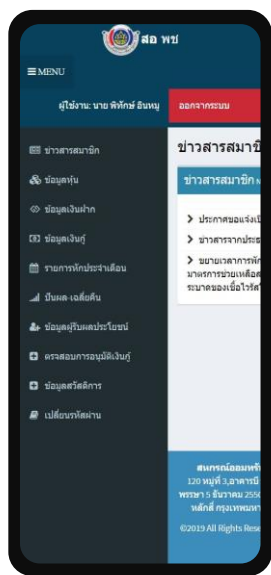 สอ พช
MENU
ผู้ใช้งาน: นาย พิทักษ์ อินหมุ
ออกจากระบบ
ข่าวสารสมาชิก
ข้อมูลหุ้น
ข้อมูลเงินฝาก
ข้อมูลเงินกู้
รายการหักประจำเดือน
ปันผล-เฉลี่ยคืน
ข้อมูลผู้รับผลประโยชน์
ตรวจสอบการอนุมัติเงินกู้
ข้อมูลสวัสดิการ
เปลี่ยนรหัสผ่าน
ข่าวสารสมาชิ
ข่าวสารสมาชิก
ประกาศขอแจ้งเปิ
ข่าวสารจากประธ
ขยายเวลาการพัก
มาตรการช่วยเหลือส
ระบาดของเชื้อไวรัส
สหกรณ์ออมทรั
120 หมู่ที่ 3,อาคารบี
พรรษา 5 ธันวาคม 2550
หลักสี่ กรุงเทพมหา
©2019 All Rights Rese